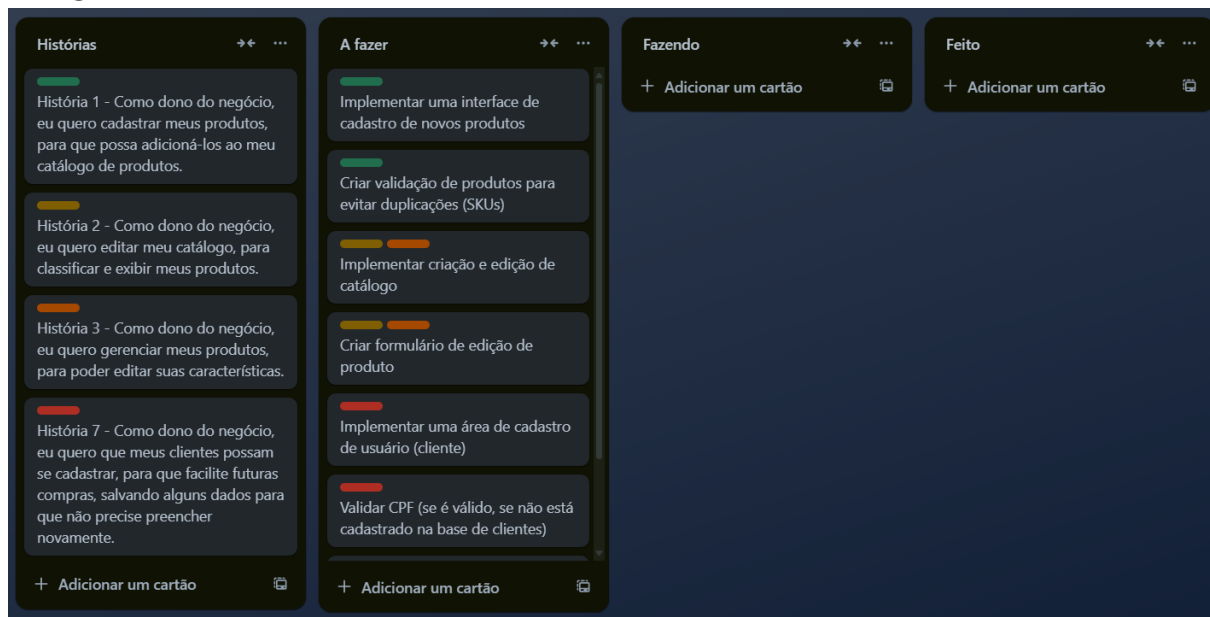 Histórias
História 1 - Como dono do negócio,
eu quero cadastrar meus produtos,
para que possa adicioná-los ao meu
catálogo de produtos.
História 2 - Como dono do negócio,
eu quero editar meu catálogo, para
classificar e exibir meus produtos.
História 3 - Como dono do negócio,
eu quero gerenciar meus produtos,
para poder editar suas características.
História 7 - Como dono do negócio,
eu quero que meus clientes possam
se cadastrar, para que facilite futuras
compras, salvando alguns dados para
que não precise preencher
novamente.
+ Adicionar um cartão
A fazer
Implementar uma interface de
cadastro de novos produtos
Criar validação de produtos para
evitar duplicações (SKUs)
Implementar criação e edição de
catálogo
Criar formulário de edição de
produto
Implementar uma área de cadastro
de usuário (cliente)
Validar CPF (se é válido, se não está
cadastrado na base de clientes)
+ Adicionar um cartão
Fazendo
+ Adicionar um cartão
Feito
+ Adicionar um cartão